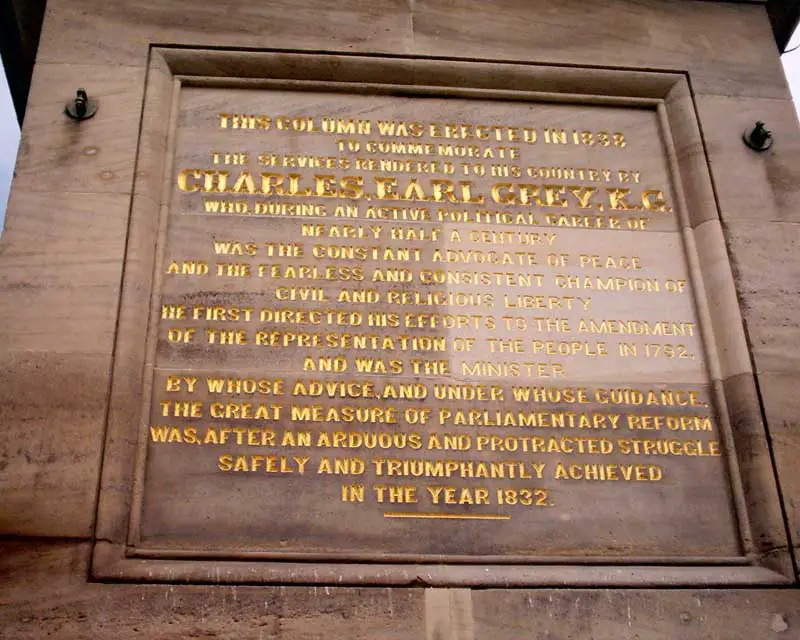 THIS COLUMN WAS ERECTED IN 1838
TO COMMEMORATE
THE SERVICES RENDERED TO HIS COUNTRY BY
CHARLES, EARL GREY, K.G.
WHO, DURING AN ACTIVE POLITICAL CAREER OF
NEARLY HALF A CENTURY
WAS THE CONSTANT ADVOCATE OF PEACE
AND THE FEARLESS AND CONSISTENT CHAMPION OF
CIVIL AND RELIGIOUS LIBERTY
HE FIRST DIRECTED HIS EFFORTS TO THE AMENDMENT
OF THE REPRESENTATION OF THE PEOPLE IN 1792,
AND WAS THE MINISTER
BY WHOSE ADVICE, AND UNDER WHOSE GUIDANCE,
THE GREAT MEASURE OF PARLIAMENTARY REFORM
WAS, AFTER AN ARDUOUS AND PROTRACTED STRUGGLE
SAFELY AND TRIUMPHANTLY ACHIEVED
IN THE YEAR 1832.